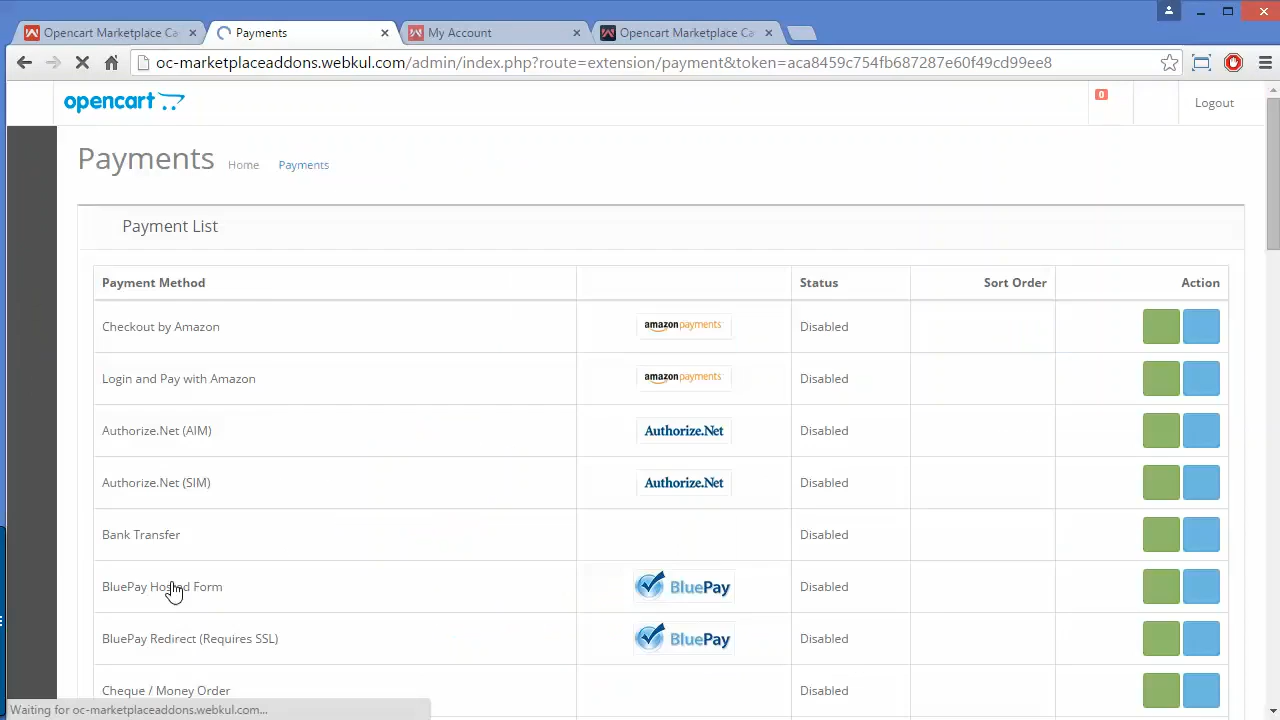 Opencart Marketplace Ca
Payments
My Account
Opencart Marketplace Ca
oc-marketplaceaddons.webkul.com/admin/index.php?route=extension/payment&token=aca8459c754fb687287e60f49cd99ee8
opencart
0
Logout
Payments Home Payments
Payment List
Payment Method Status Sort Order Action
Checkout by Amazon amazon payments Disabled
Login and Pay with Amazon amazon payments Disabled
Authorize.Net (AIM) Authorize.Net Disabled
Authorize.Net (SIM) Authorize.Net Disabled
Bank Transfer Disabled
BluePay Hosted Form BluePay Disabled
BluePay Redirect (Requires SSL) BluePay Disabled
Cheque / Money Order Disabled
Waiting for oc-marketplaceaddons.webkul.com...